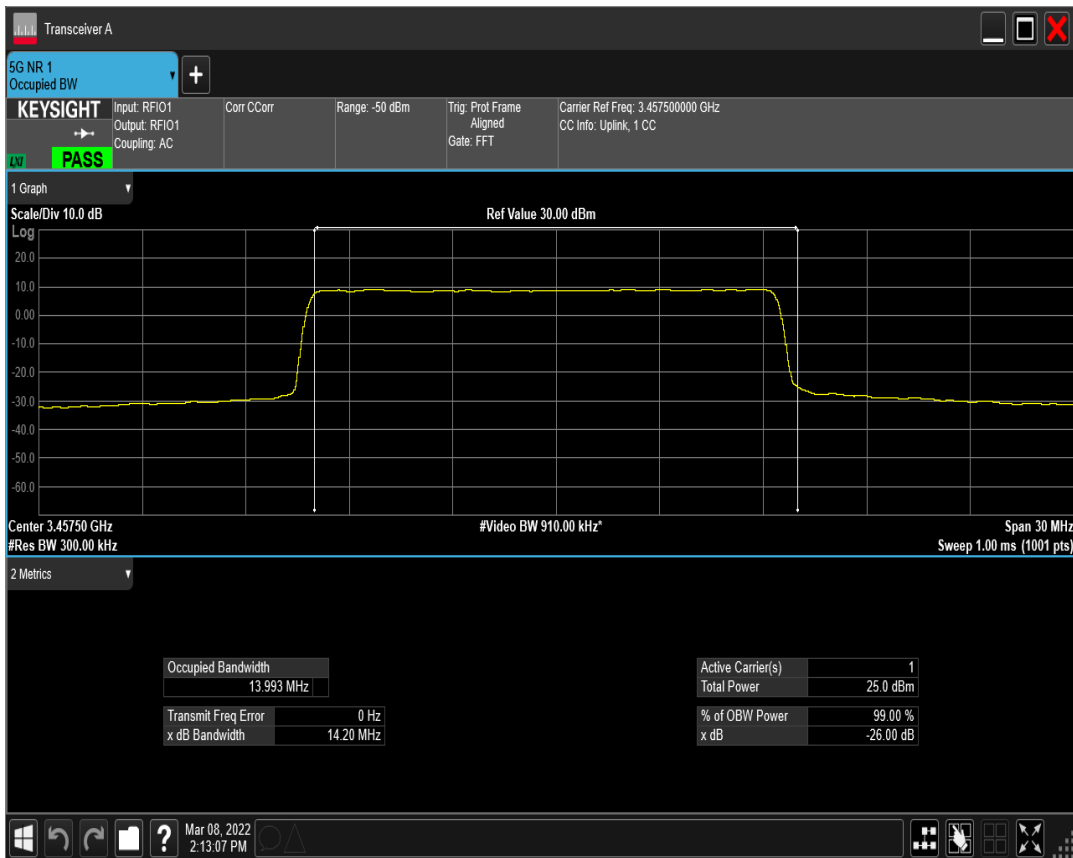 Transceiver A
5G NR 1
Occupied BW
+
KEYSIGHT
LXI
PASS
Input: RFIO1
Output: RFIO1
Coupling: AC
Corr CCorr
Range: -50 dBm
Trig: Prot Frame
Aligned
Gate: FFT
Carrier Ref Freq: 3.457500000 GHz
CC Info: Uplink, 1 CC
1 Graph
Scale/Div 10.0 dB
Ref Value 30.00 dBm
Log
20.0
10.0
0.00
-10.0
-20.0
-30.0
-40.0
-50.0
-60.0
Center 3.45750 GHz
#Video BW 910.00 kHz*
Span 30 MHz
#Res BW 300.00 kHz
Sweep 1.00 ms (1001 pts)
2 Metrics
Occupied Bandwidth
13.993 MHz
Transmit Freq Error 0 Hz
x dB Bandwidth 14.20 MHz
Active Carrier(s) 1
Total Power 25.0 dBm
% of OBW Power 99.00 %
x dB -26.00 dB
?
Mar 08, 2022
2:13:07 PM